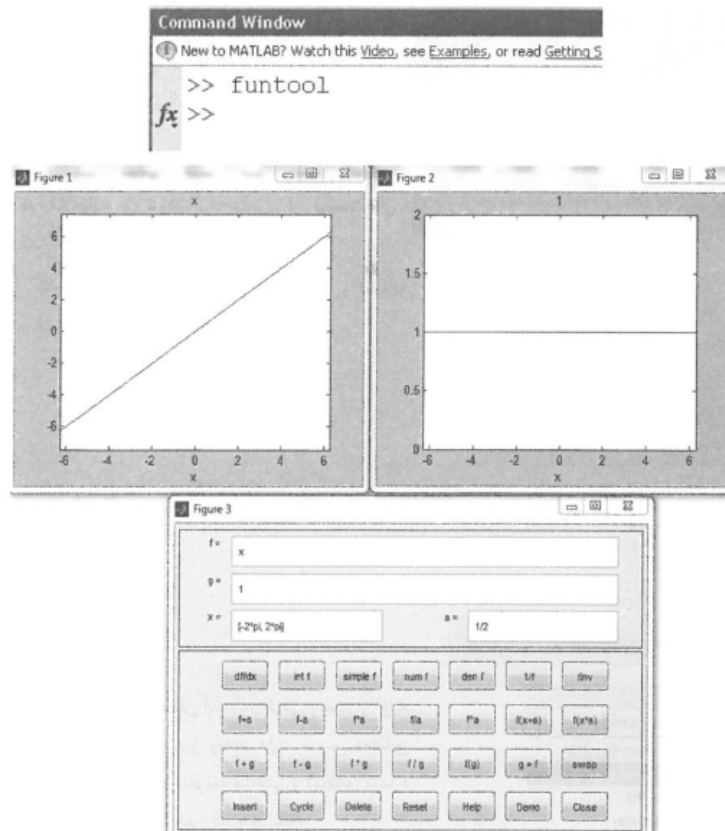 Command Window
New to MATLAB? Watch this Video, see Examples, or read Getting S
>> funtool
fx >>
Figure 1
x
6
4
2
0
-2
-4
-6
-6 -4 -2 0 2 4 6
x
Figure 2
1
2
1.5
1
0.5
0
-6 -4 -2 0 2 4 6
x
Figure 3
f = x
g = 1
x = [-2*pi, 2*pi] a = 1/2
df/dx int f simple f num f den f 1/f finv
f+a f-a f*a f/a f^a f(x+a) f(x*a)
f + g f - g f * g f / g f(g) g = f swap
Insert Cycle Delete Reset Help Demo Close